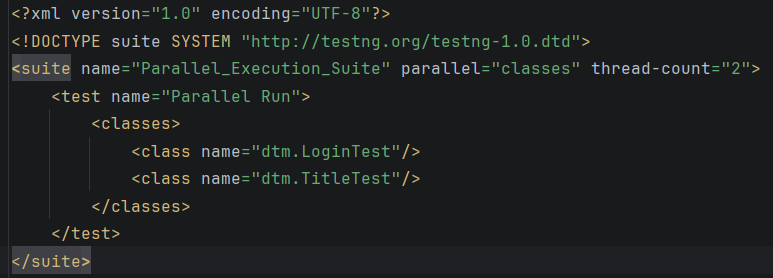 <?xml version="1.0" encoding="UTF-8"?>
<!DOCTYPE suite SYSTEM "http://testng.org/testng-1.0.dtd">
<suite name="Parallel_Execution_Suite" parallel="classes" thread-count="2">
    <test name="Parallel Run">
        <classes>
            <class name="dtm.LoginTest"/>
            <class name="dtm.TitleTest"/>
        </classes>
    </test>
</suite>